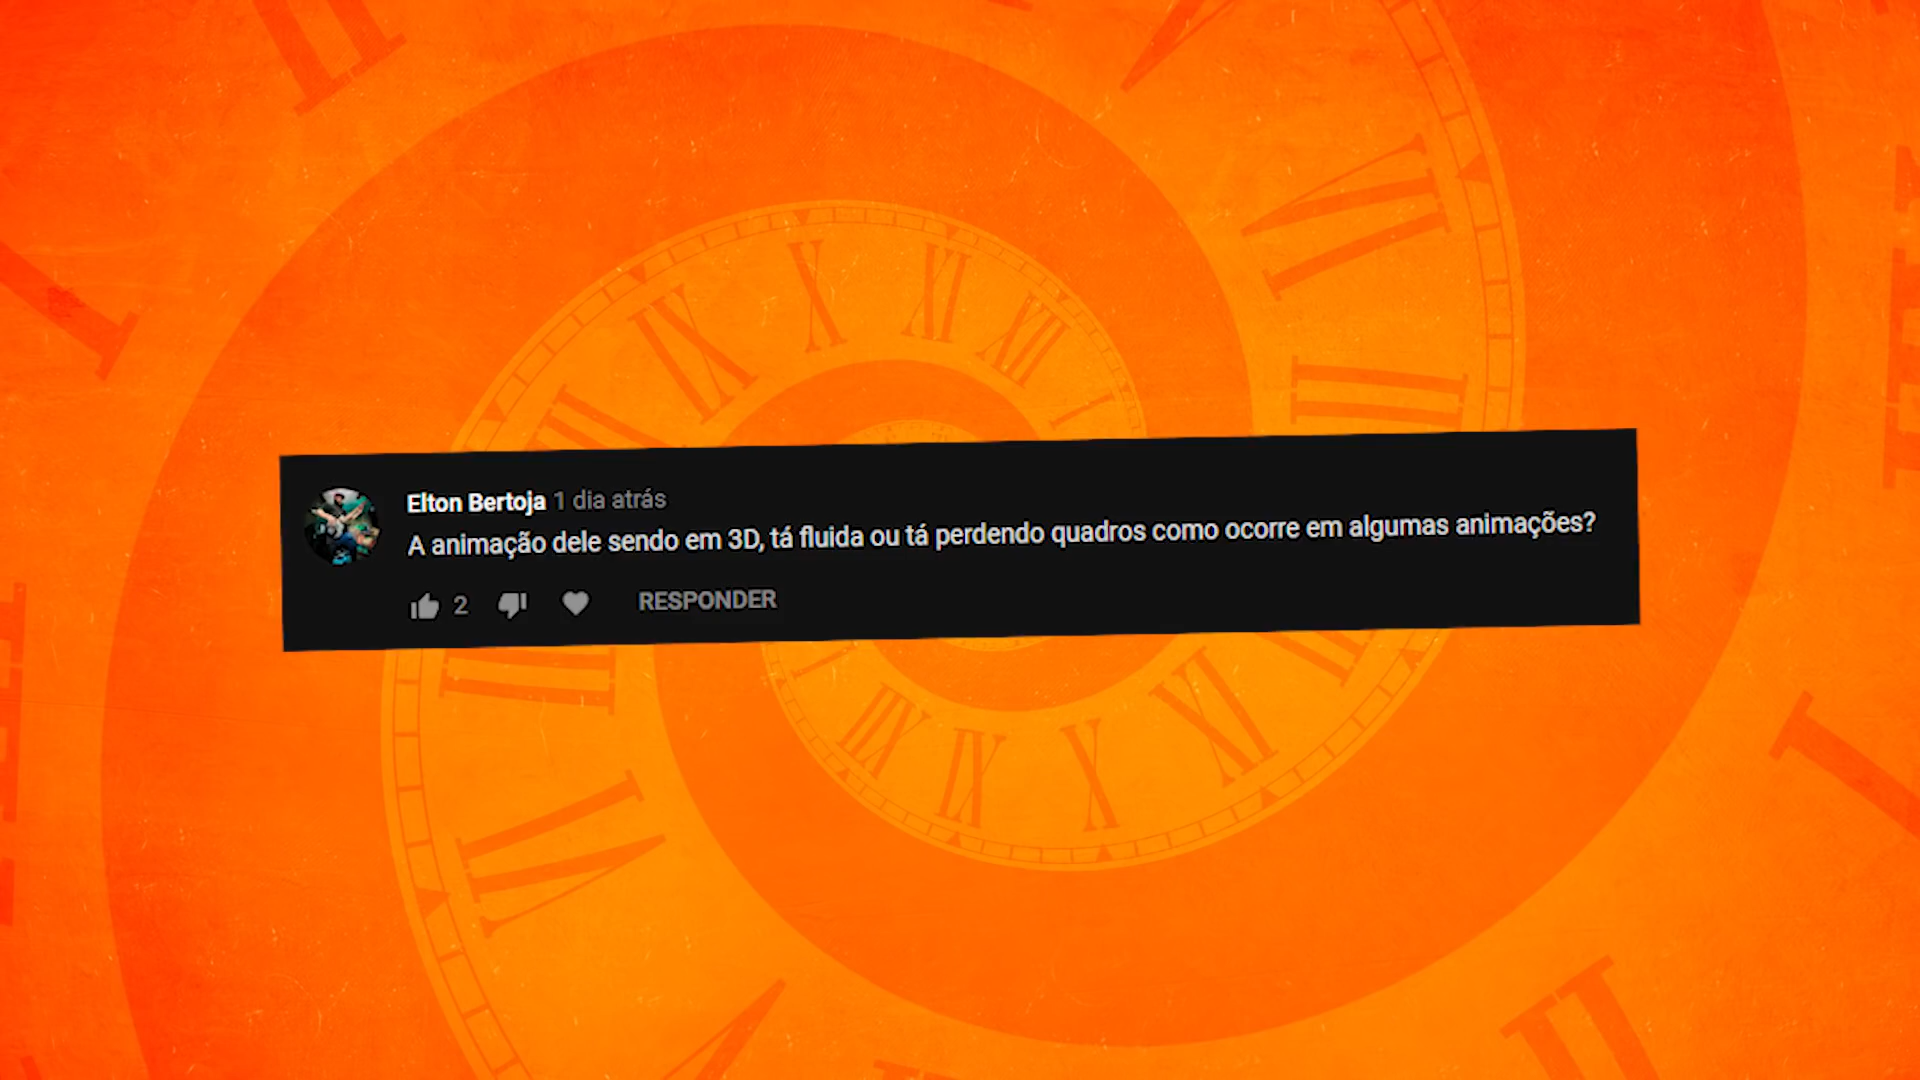 Elton Bertoja 1 dia atrás
A animação dele sendo em 3D, tá fluida ou tá perdendo quadros como ocorre em algumas animações?
2 RESPONDER